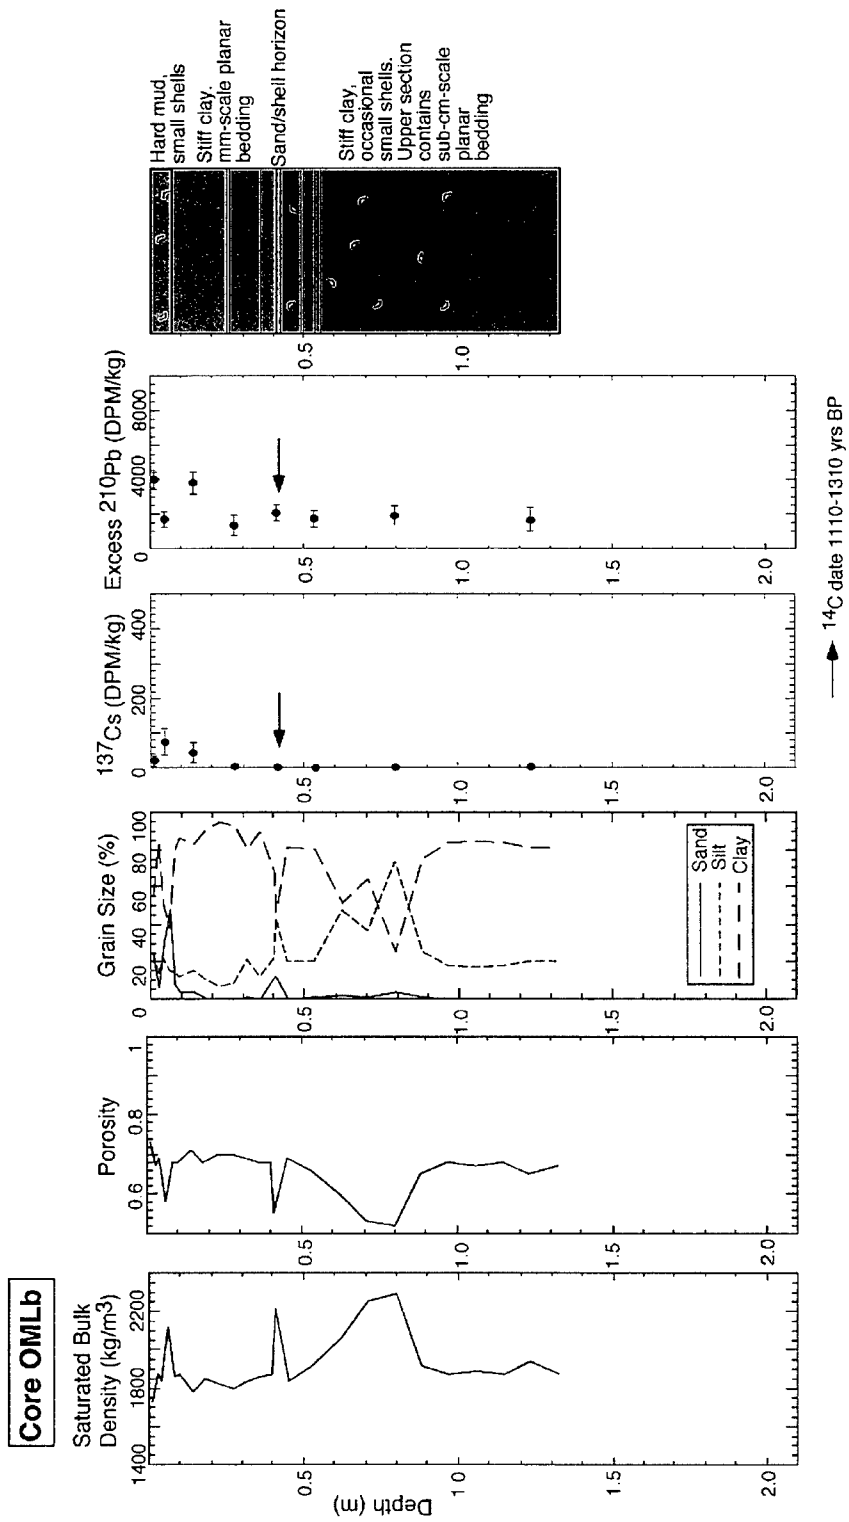 Core OMLb
Saturated Bulk
Density (kg/m3)
1400
1800
2200
Depth (m)
0.5
1.0
1.5
2.0
Porosity
0.6
0.8
1
0.5
1.0
1.5
2.0
Grain Size (%)
0
20
40
60
80
100
Sand
Silt
Clay
0.5
1.0
1.5
2.0
137Cs (DPM/kg)
0
200
400
0.5
1.0
1.5
2.0
Excess 210Pb (DPM/kg)
0
4000
8000
0.5
1.0
1.5
2.0
0.5
1.0
Hard mud,
small shells
Stiff clay.
mm-scale planar
bedding
Sand/shell horizon
Stiff clay,
occasional
small shells.
Upper section
contains
sub-cm-scale
planar
bedding
14C date 1110-1310 yrs BP